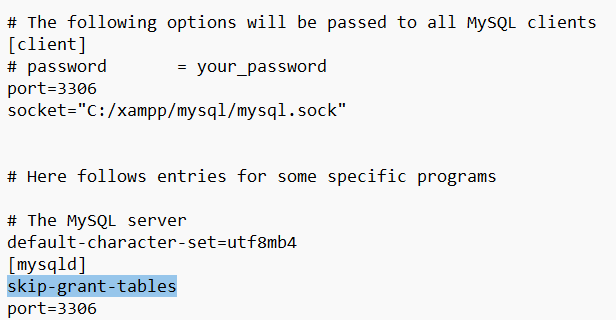 # The following options will be passed to all MySQL clients
[client]
# password       = your_password
port=3306
socket="C:/xampp/mysql/mysql.sock"
# Here follows entries for some specific programs
# The MySQL server
default-character-set=utf8mb4
[mysqld]
skip-grant-tables
port=3306